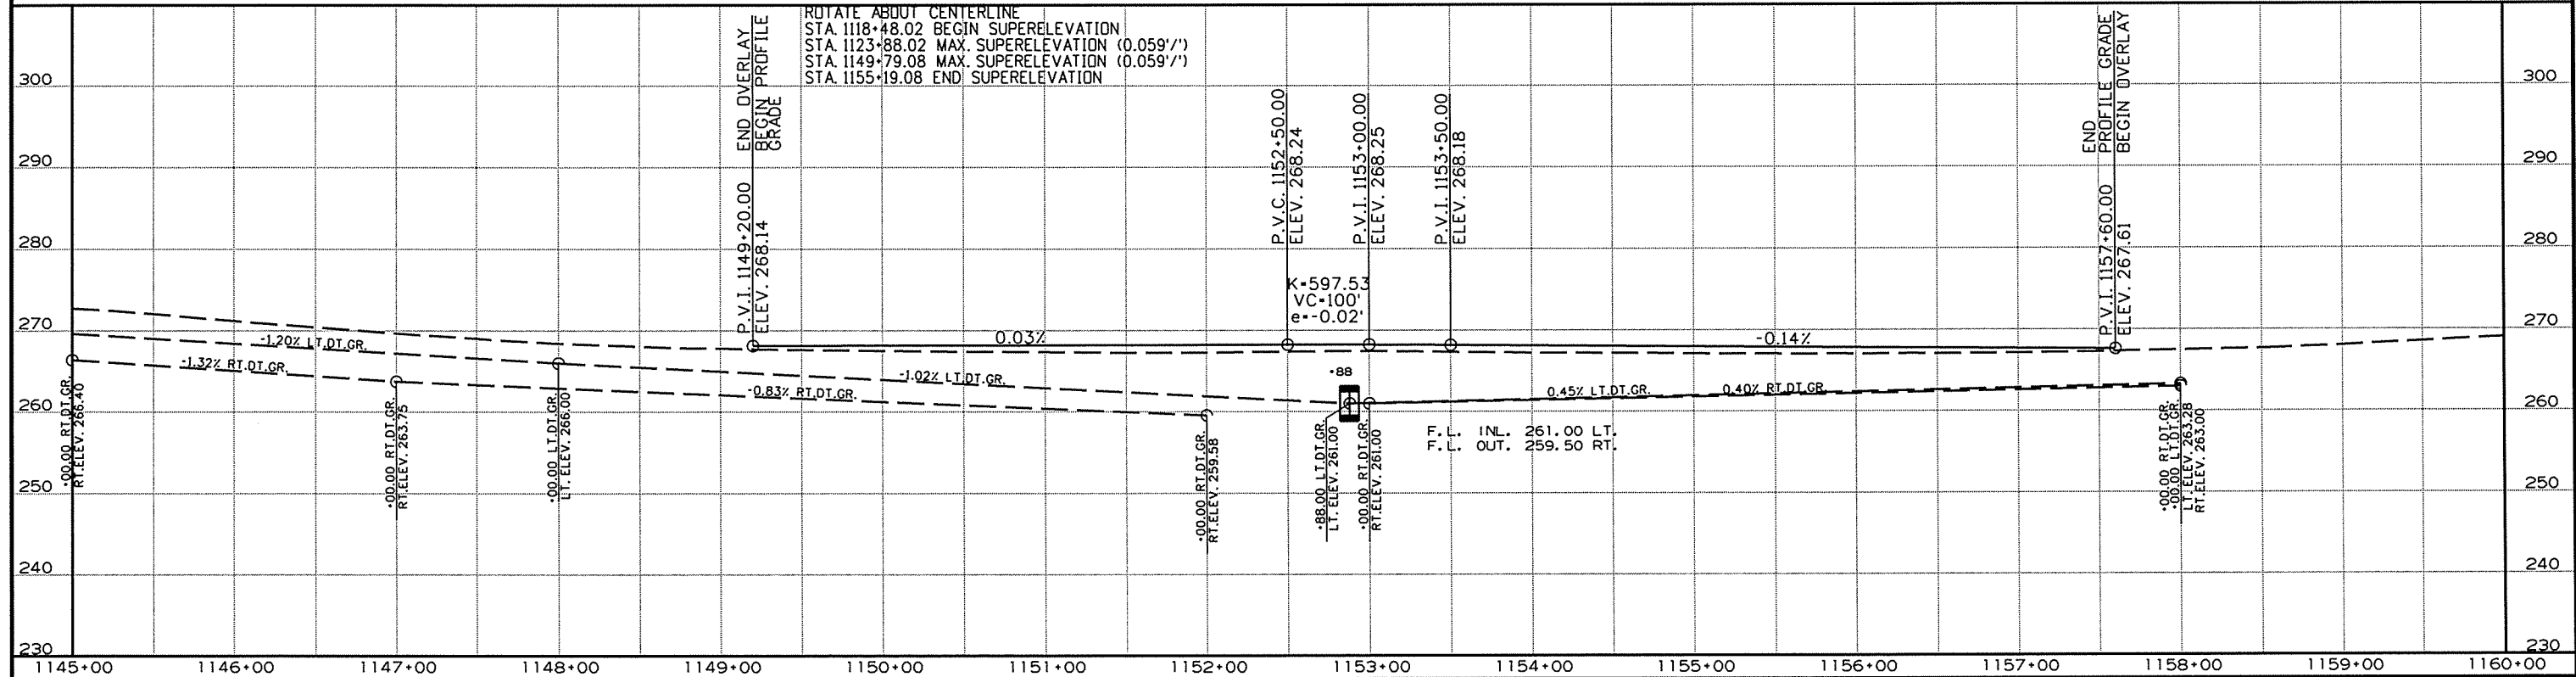 ROTATE ABOUT CENTERLINE
STA. 1118+48.02 BEGIN SUPERELEVATION
STA. 1123+88.02 MAX. SUPERELEVATION (0.059'/')
STA. 1149+79.08 MAX. SUPERELEVATION (0.059'/')
STA. 1155+19.08 END SUPERELEVATION
END OVERLAY
BEGIN PROFILE
GRADE
END
PROFILE GRADE
BEGIN OVERLAY
300
300
290
290
280
280
270
270
260
260
250
250
240
240
230
230
P.V.I. 1149+20.00
ELEV. 268.14
P.V.C. 1152+50.00
ELEV. 268.24
P.V.I. 1153+00.00
ELEV. 268.25
P.V.I. 1153+50.00
ELEV. 268.18
P.V.I. 1157+60.00
ELEV. 267.61
K=597.53
VC=100'
e=-0.02'
0.03%
-0.14%
-1.20% LT.DT.GR.
-1.32% RT.DT.GR.
-1.02% LT.DT.GR.
-0.83% RT.DT.GR.
+88
0.45% LT.DT.GR.
0.40% RT.DT.GR.
F.L. INL. 261.00 LT.
F.L. OUT. 259.50 RT.
+00.00 RT.DT.GR.
RT.ELEV. 266.40
+00.00 RT.DT.GR.
RT.ELEV. 263.75
+00.00 LT.DT.GR.
LT. ELEV. 266.00
+00.00 RT.DT.GR.
RT.ELEV. 259.58
+88.00 LT.DT.GR.
LT. ELEV. 261.00
+00.00 RT.DT.GR.
RT.ELEV. 261.00
+00.00 RT.DT.GR.
+00.00 LT.DT.GR.
LT. ELEV. 263.28
RT.ELEV. 263.00
1145+00 1146+00 1147+00 1148+00 1149+00 1150+00 1151+00 1152+00 1153+00 1154+00 1155+00 1156+00 1157+00 1158+00 1159+00 1160+00